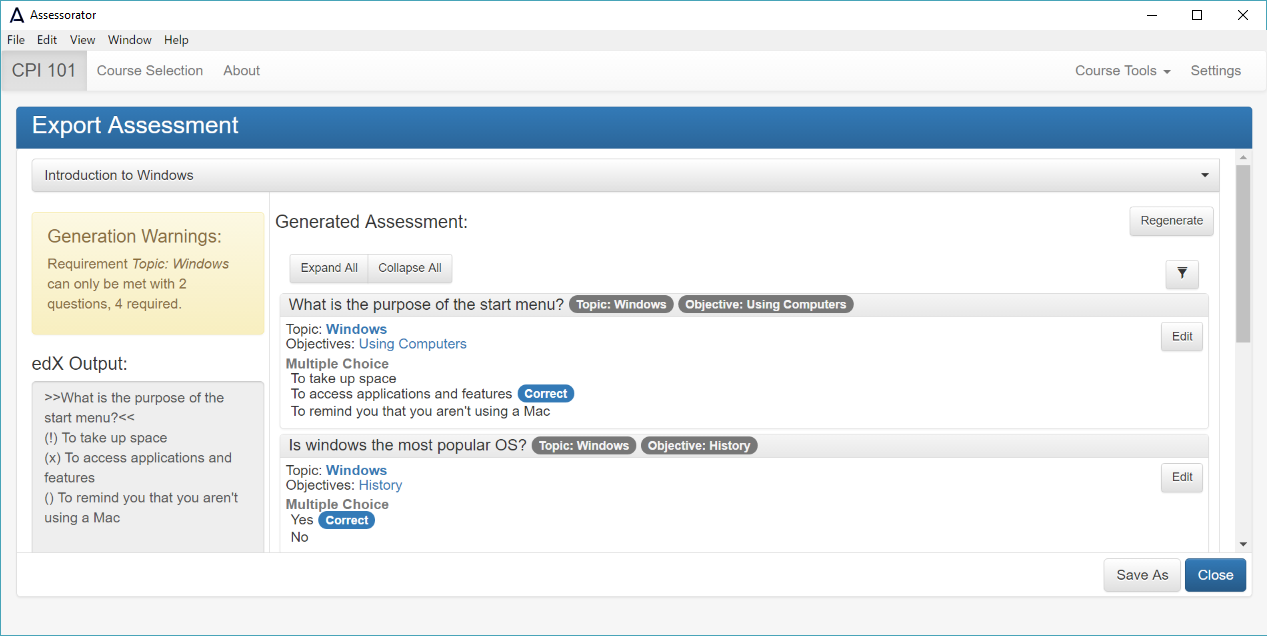 Assessorator
File Edit View Window Help
CPI 101 Course Selection About Course Tools Settings
Export Assessment
Introduction to Windows
Generation Warnings:
Requirement Topic: Windows
can only be met with 2
questions, 4 required.
edX Output:
>>What is the purpose of the
start menu?<<
(!) To take up space
(x) To access applications and
features
() To remind you that you aren't
using a Mac
Generated Assessment:
Regenerate
Expand All Collapse All
What is the purpose of the start menu? Topic: Windows Objective: Using Computers
Topic: Windows
Objectives: Using Computers
Edit
Multiple Choice
To take up space
To access applications and features Correct
To remind you that you aren't using a Mac
Is windows the most popular OS? Topic: Windows Objective: History
Topic: Windows
Objectives: History
Edit
Multiple Choice
Yes Correct
No
Save As Close